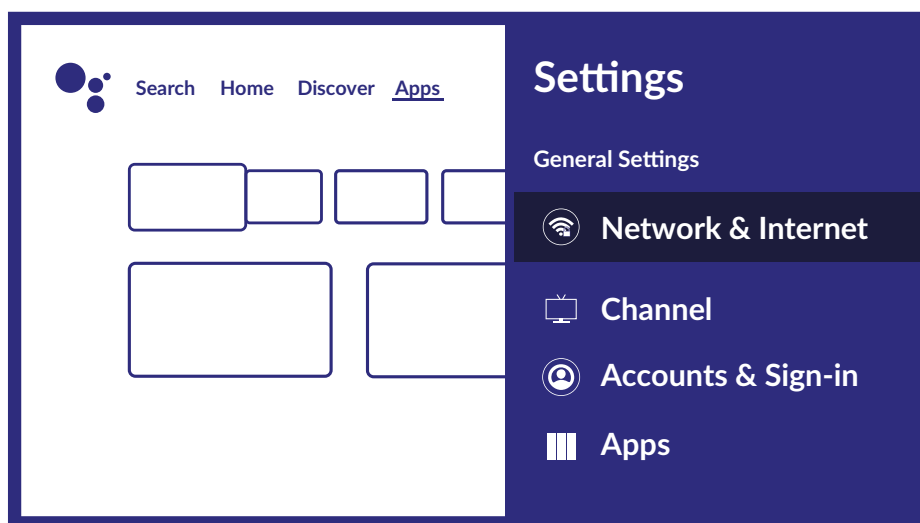 Search Home Discover Apps
Settings
General Settings
Network & Internet
Channel
Accounts & Sign-in
Apps